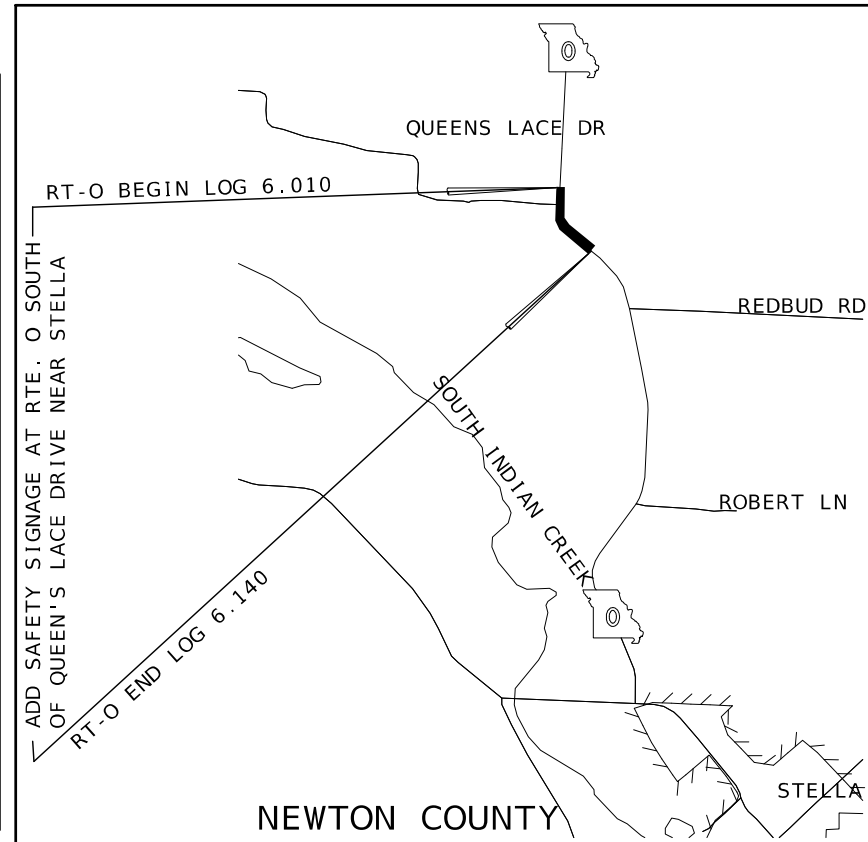 O
QUEENS LACE DR
RT-O BEGIN LOG 6.010
ADD SAFETY SIGNAGE AT RTE. O SOUTH
OF QUEEN'S LACE DRIVE NEAR STELLA
REDBUD RD
SOUTH INDIAN CREEK
ROBERT LN
RT-O END LOG 6.140
O
STELLA
NEWTON COUNTY